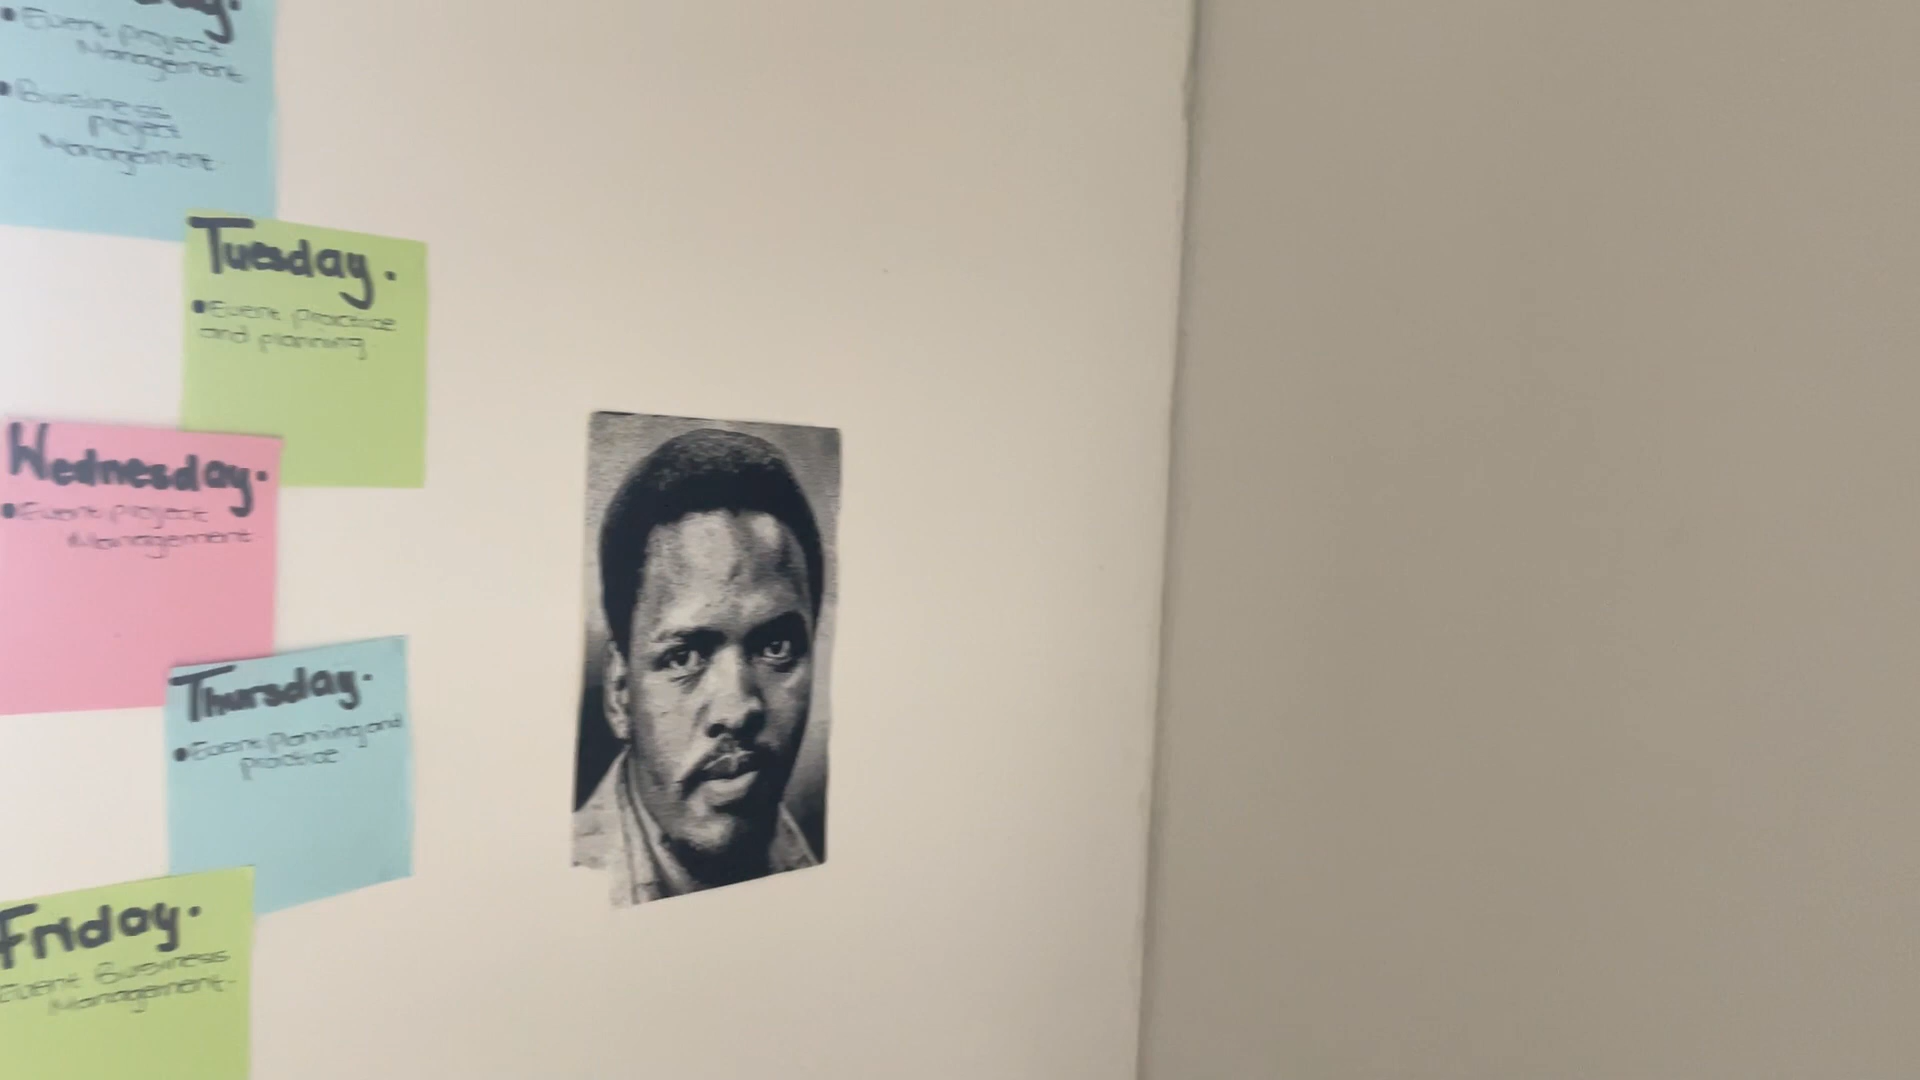 • Event project
Management
• Business
Project
Management
Tuesday.
• Event practice
and planning
Wednesday.
• Event project
Management
Thursday.
• Event planning and
practice
Friday.
Event Business
Management.